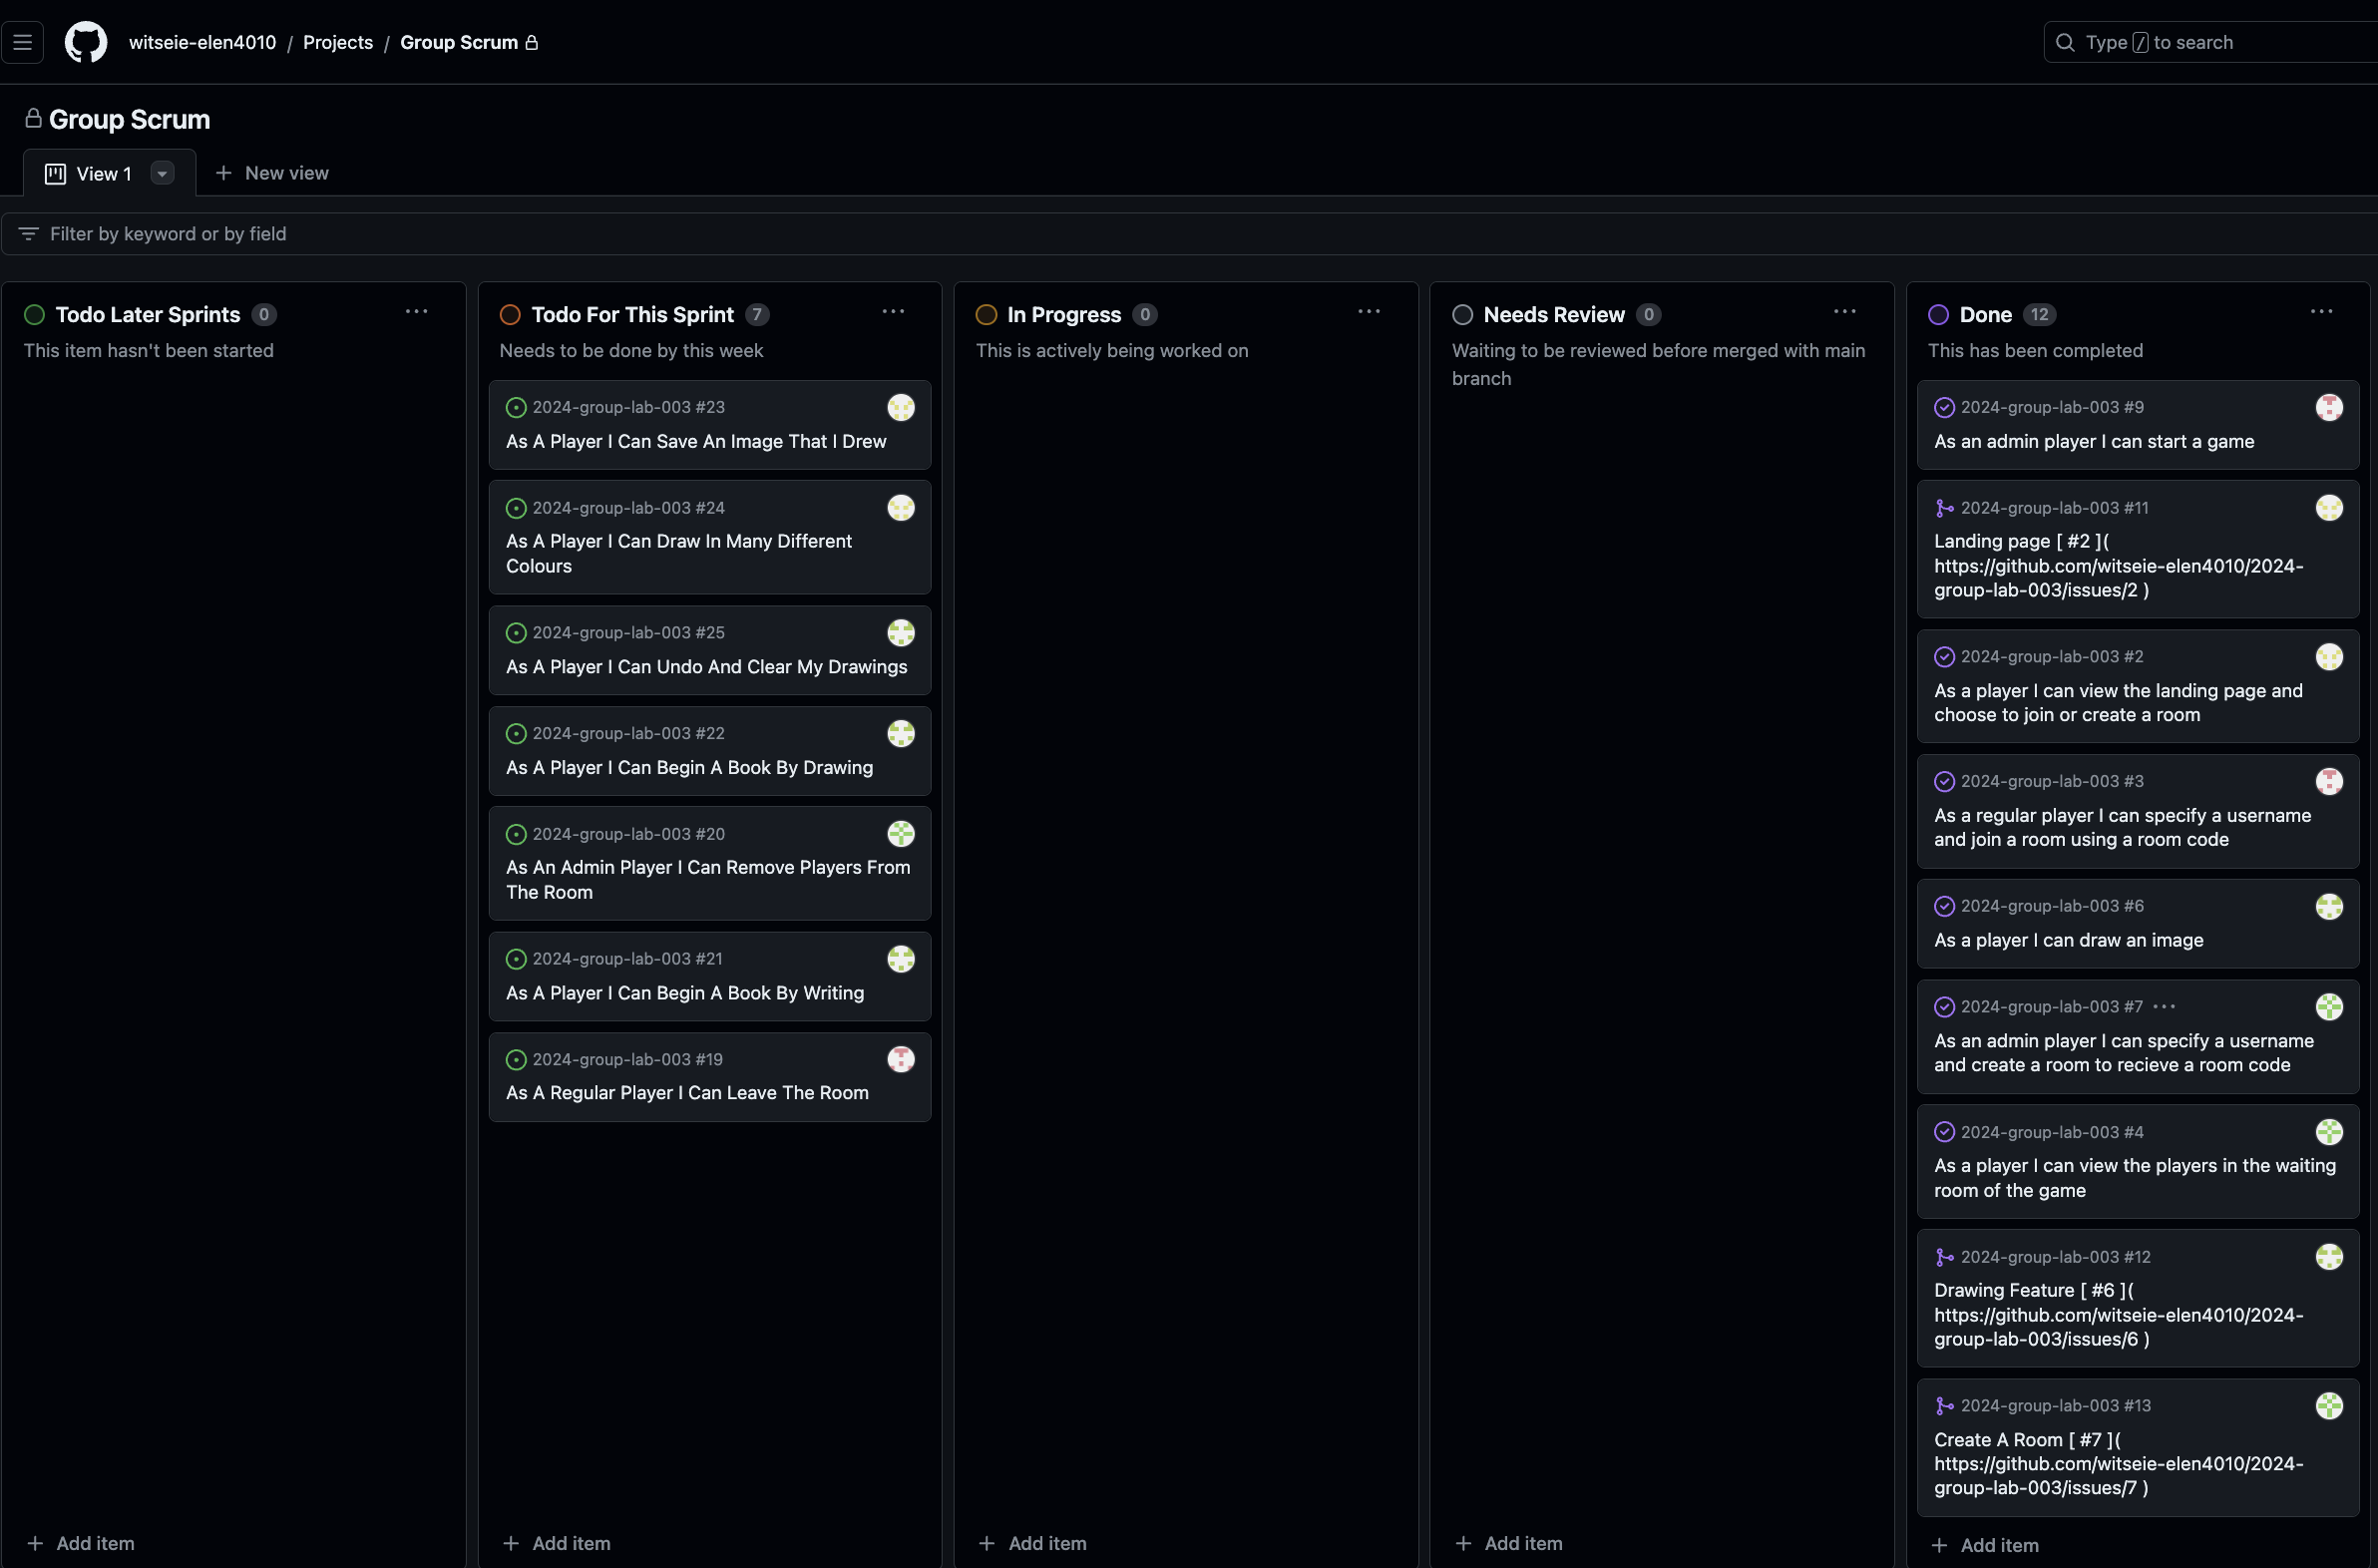 witseie-elen4010 / Projects / Group Scrum
Type / to search
Group Scrum
View 1
New view
Filter by keyword or by field
Todo Later Sprints 0
This item hasn't been started
Add item
Todo For This Sprint 7
Needs to be done by this week
2024-group-lab-003 #23
As A Player I Can Save An Image That I Drew
2024-group-lab-003 #24
As A Player I Can Draw In Many Different
Colours
2024-group-lab-003 #25
As A Player I Can Undo And Clear My Drawings
2024-group-lab-003 #22
As A Player I Can Begin A Book By Drawing
2024-group-lab-003 #20
As An Admin Player I Can Remove Players From
The Room
2024-group-lab-003 #21
As A Player I Can Begin A Book By Writing
2024-group-lab-003 #19
As A Regular Player I Can Leave The Room
Add item
In Progress 0
This is actively being worked on
Add item
Needs Review 0
Waiting to be reviewed before merged with main
branch
Add item
Done 12
This has been completed
2024-group-lab-003 #9
As an admin player I can start a game
2024-group-lab-003 #11
Landing page [ #2 ](
https://github.com/witseie-elen4010/2024-
group-lab-003/issues/2 )
2024-group-lab-003 #2
As a player I can view the landing page and
choose to join or create a room
2024-group-lab-003 #3
As a regular player I can specify a username
and join a room using a room code
2024-group-lab-003 #6
As a player I can draw an image
2024-group-lab-003 #7
As an admin player I can specify a username
and create a room to recieve a room code
2024-group-lab-003 #4
As a player I can view the players in the waiting
room of the game
2024-group-lab-003 #12
Drawing Feature [ #6 ](
https://github.com/witseie-elen4010/2024-
group-lab-003/issues/6 )
2024-group-lab-003 #13
Create A Room [ #7 ](
https://github.com/witseie-elen4010/2024-
group-lab-003/issues/7 )
Add item